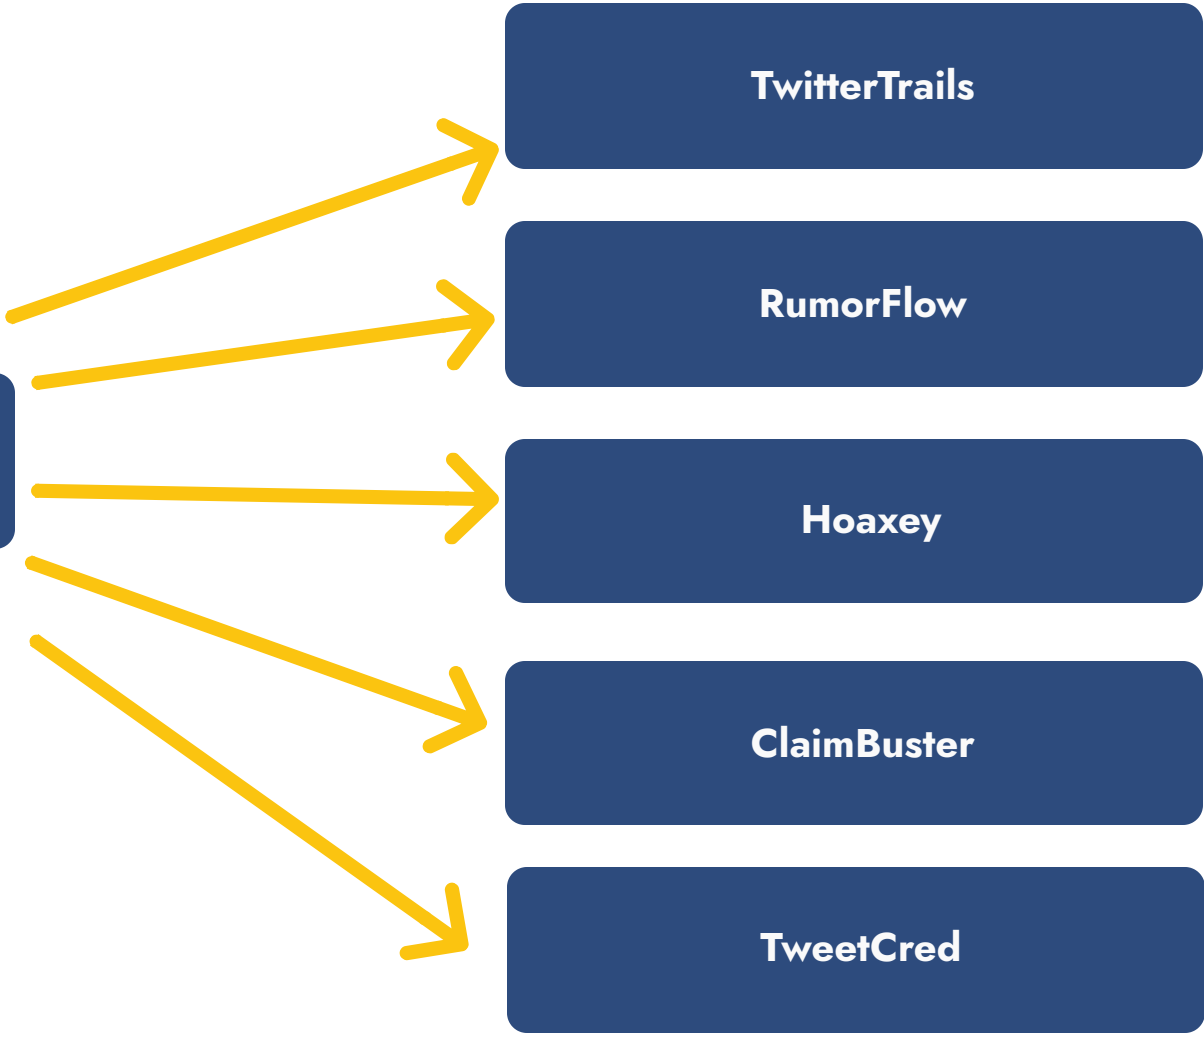 TwitterTrails
RumorFlow
Hoaxey
ClaimBuster
TweetCred